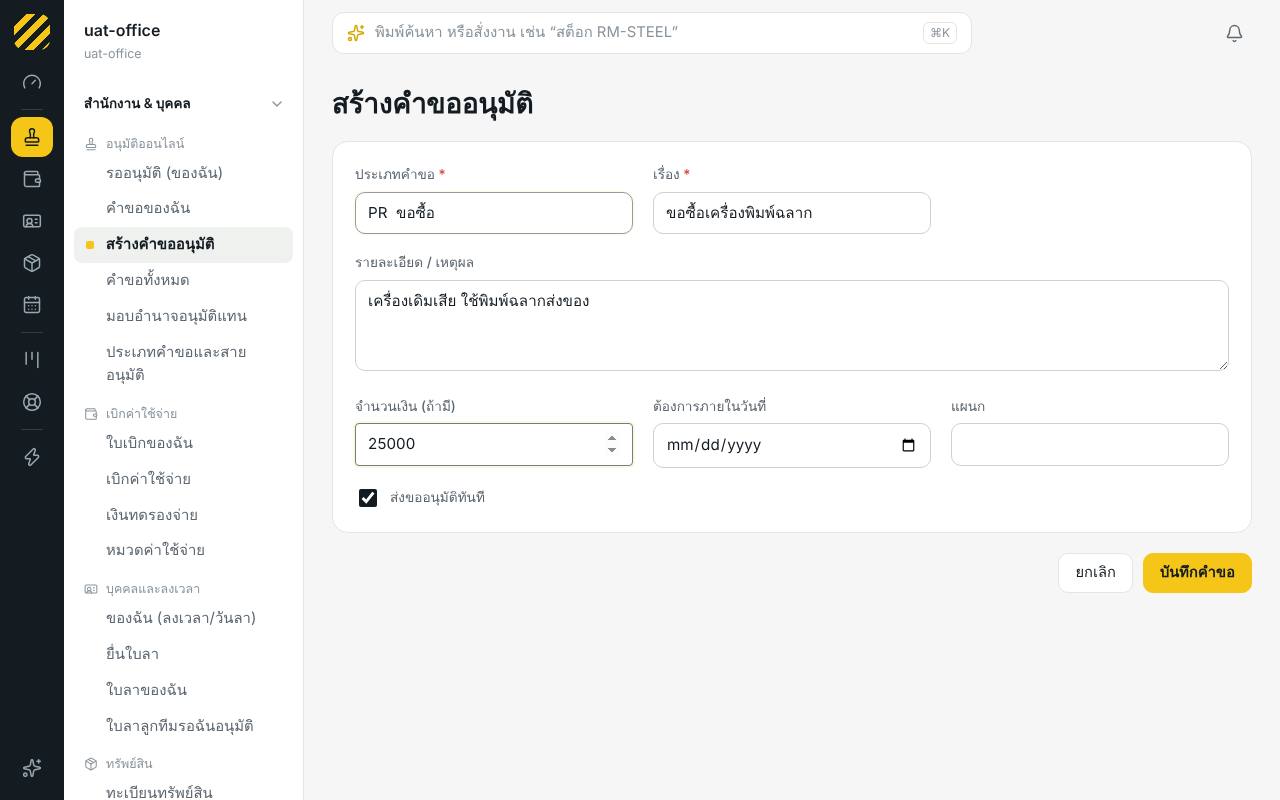 uat-office
uat-office
สำนักงาน & บุคคล
อนุมัติออนไลน์
รออนุมัติ (ของฉัน)
คำขอของฉัน
สร้างคำขออนุมัติ
คำขอทั้งหมด
มอบอำนาจอนุมัติแทน
ประเภทคำขอและสาย
อนุมัติ
เบิกค่าใช้จ่าย
ใบเบิกของฉัน
เบิกค่าใช้จ่าย
เงินทดรองจ่าย
หมวดค่าใช้จ่าย
บุคคลและลงเวลา
ของฉัน (ลงเวลา/วันลา)
ยื่นใบลา
ใบลาของฉัน
ใบลาลูกทีมรอฉันอนุมัติ
ทรัพย์สิน
ทะเบียนทรัพย์สิน
พิมพ์ค้นหา หรือสั่งงาน เช่น “สต็อก RM-STEEL” ⌘K
สร้างคำขออนุมัติ
ประเภทคำขอ * เรื่อง *
PR ขอซื้อ ขอซื้อเครื่องพิมพ์ฉลาก
รายละเอียด / เหตุผล
เครื่องเดิมเสีย ใช้พิมพ์ฉลากส่งของ
จำนวนเงิน (ถ้ามี) ต้องการภายในวันที่ แผนก
25000 mm/dd/yyyy
ส่งขออนุมัติทันที
ยกเลิก บันทึกคำขอ